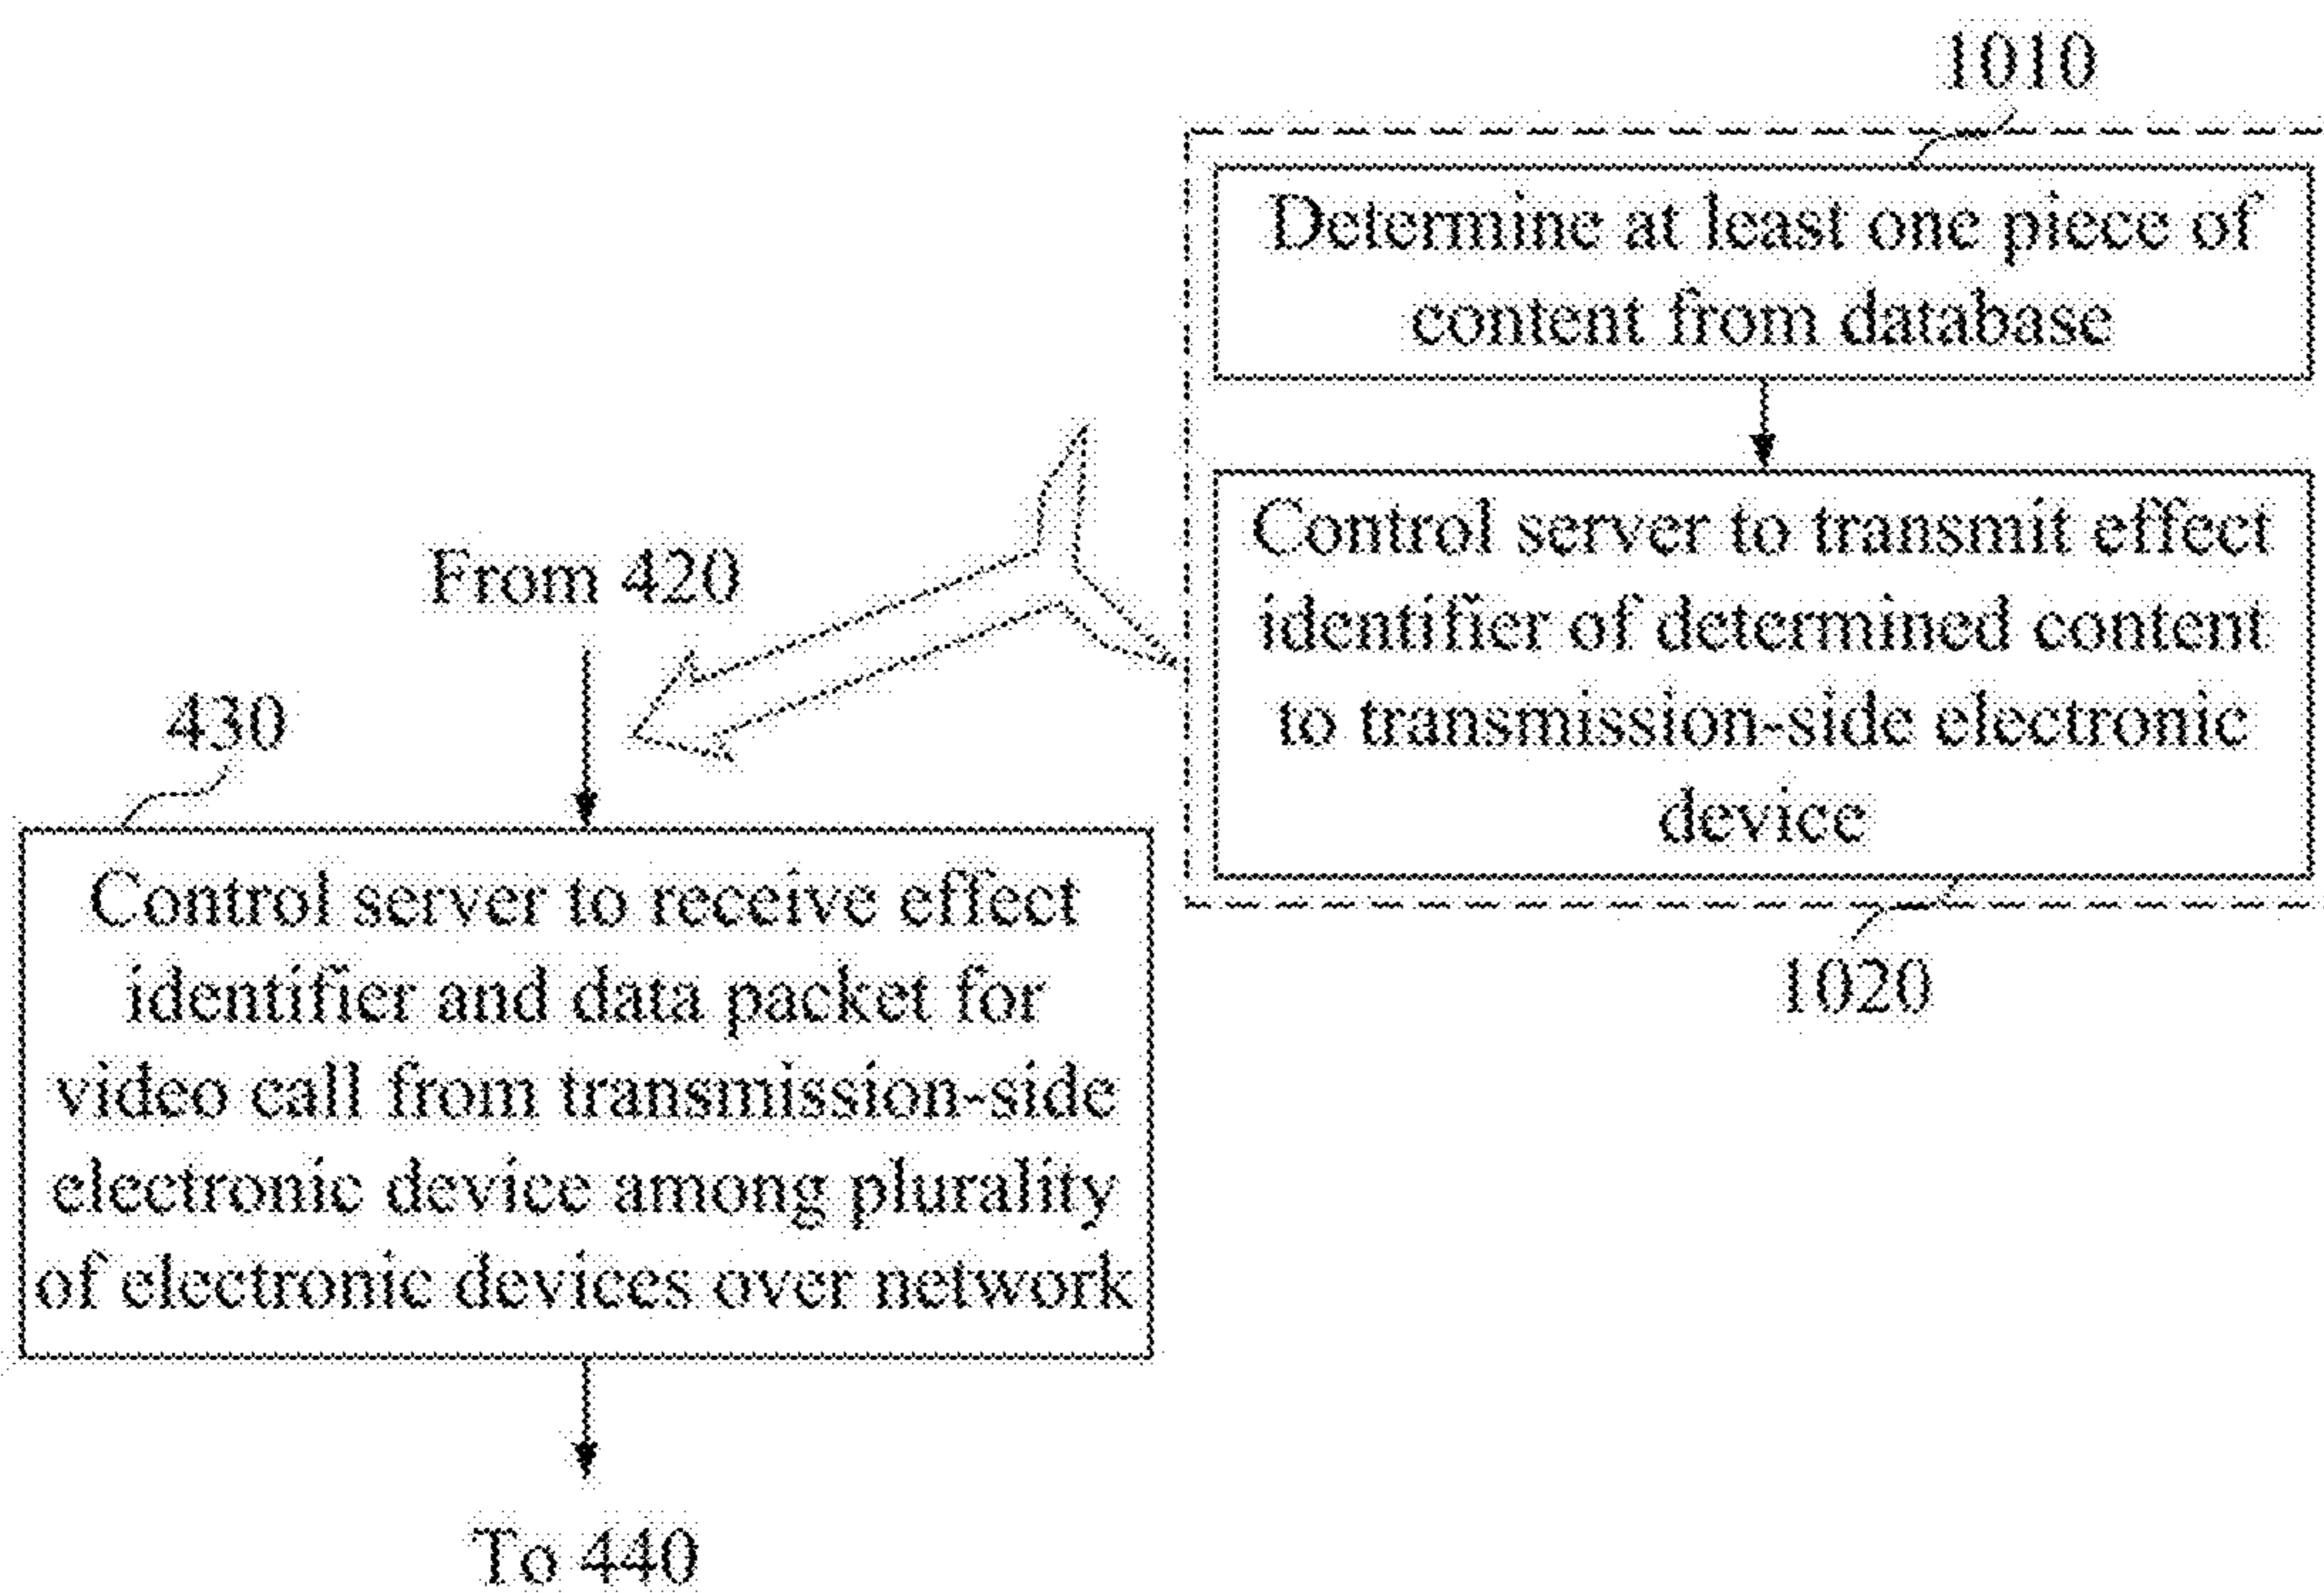 1010
Determine at least one piece of
content from database
Control server to transmit effect
identifier of determined content
to transmission-side electronic
device
1020
From 420
430
Control server to receive effect
identifier and data packet for
video call from transmission-side
electronic device among plurality
of electronic devices over network
To 440